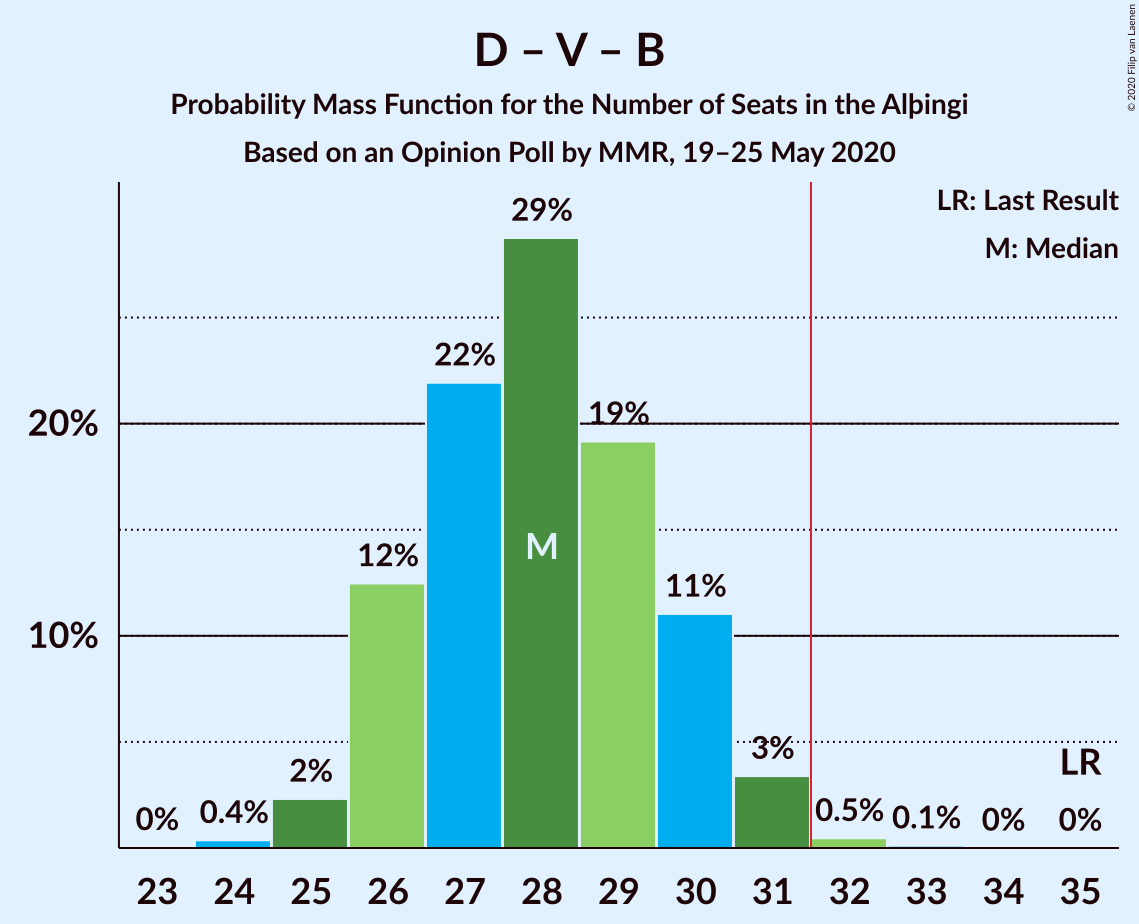 D – V – B
Probability Mass Function for the Number of Seats in the Alþingi
Based on an Opinion Poll by MMR, 19–25 May 2020
© 2020 Filip van Laenen
LR: Last Result
M: Median
29%
22%
20%
19%
12%
M
11%
10%
3%
LR
2%
0%
0.4%
0.5%
0.1%
0%
0%
23 24 25 26 27 28 29 30 31 32 33 34 35